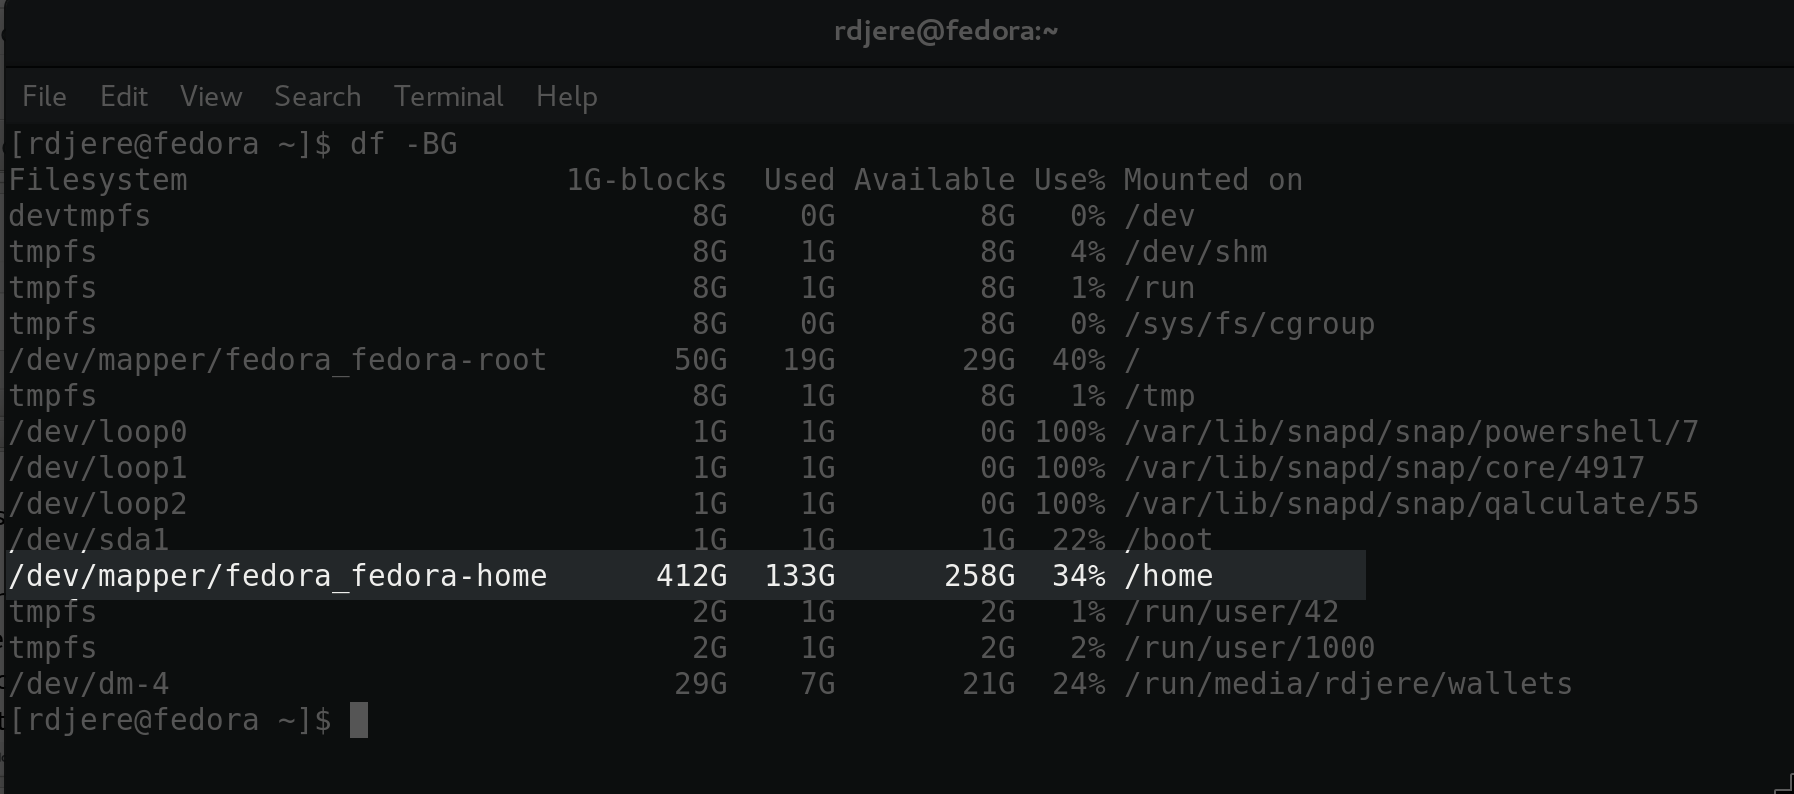 rdjere@fedora:~
File Edit View Search Terminal Help
[rdjere@fedora ~]$ df -BG
Filesystem 1G-blocks Used Available Use% Mounted on
devtmpfs 8G 0G 8G 0% /dev
tmpfs 8G 1G 8G 4% /dev/shm
tmpfs 8G 1G 8G 1% /run
tmpfs 8G 0G 8G 0% /sys/fs/cgroup
/dev/mapper/fedora_fedora-root 50G 19G 29G 40% /
tmpfs 8G 1G 8G 1% /tmp
/dev/loop0 1G 1G 0G 100% /var/lib/snapd/snap/powershell/7
/dev/loop1 1G 1G 0G 100% /var/lib/snapd/snap/core/4917
/dev/loop2 1G 1G 0G 100% /var/lib/snapd/snap/qalculate/55
/dev/sda1 1G 1G 1G 22% /boot
/dev/mapper/fedora_fedora-home 412G 133G 258G 34% /home
tmpfs 2G 1G 2G 1% /run/user/42
tmpfs 2G 1G 2G 2% /run/user/1000
/dev/dm-4 29G 7G 21G 24% /run/media/rdjere/wallets
[rdjere@fedora ~]$